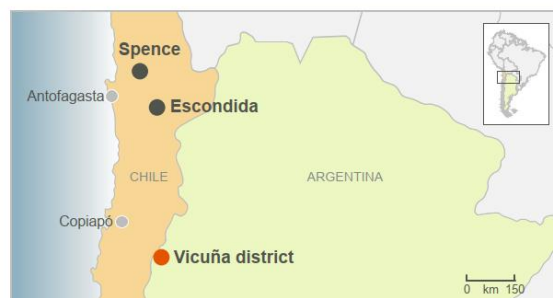 Spence
Antofagasta
Escondida
CHILE
ARGENTINA
Copiapó
Vicuña district
0 km 150